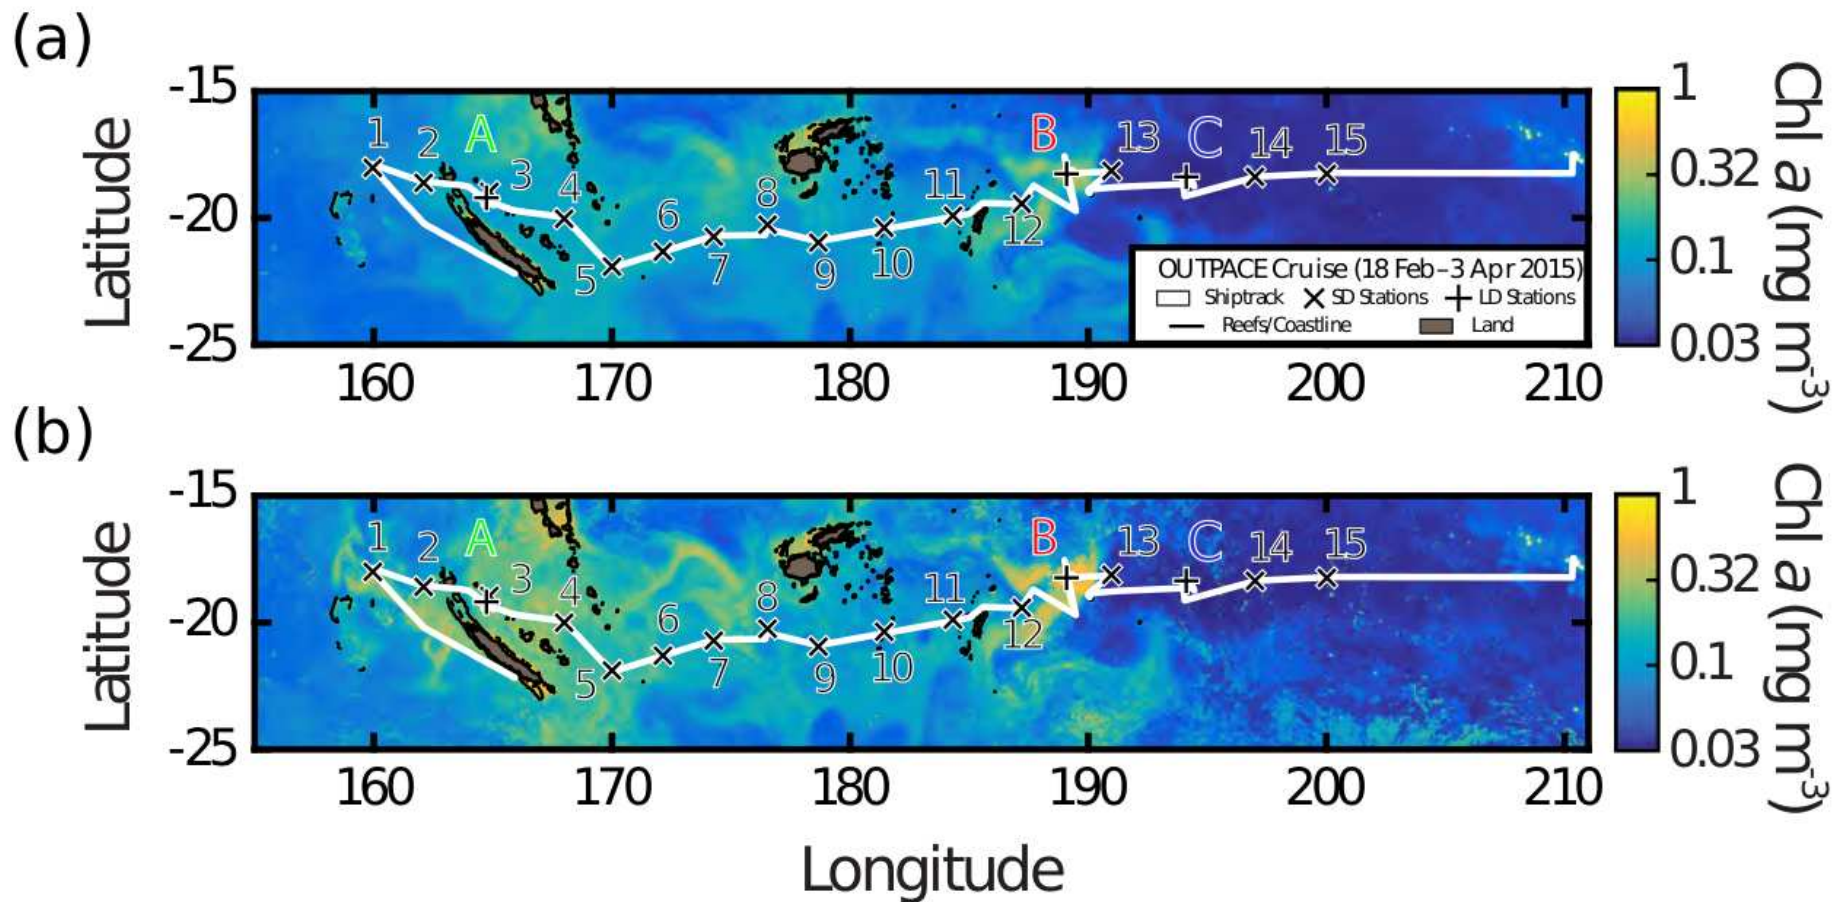 (a)
Latitude
-15
-20
-25
1 2 A 3 4 5 6 7 8 9 10 11 12 B 13 C 14 15
OUTPACE Cruise (18 Feb–3 Apr 2015)
Shiptrack SD Stations LD Stations
Reefs/Coastline Land
160 170 180 190 200 210
1
0.32
0.1
0.03
Chl a (mg m-3)
(b)
Latitude
-15
-20
-25
1 2 A 3 4 5 6 7 8 9 10 11 12 B 13 C 14 15
160 170 180 190 200 210
1
0.32
0.1
0.03
Chl a (mg m-3)
Longitude